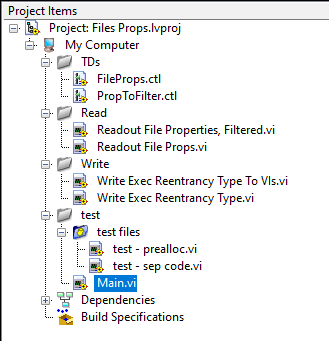 Project Items
Project: Files Props.lvproj
My Computer
TDs
FileProps.ctl
PropToFilter.ctl
Read
Readout File Properties, Filtered.vi
Readout File Props.vi
Write
Write Exec Reentrancy Type To VIs.vi
Write Exec Reentrancy Type.vi
test
test files
test - prealloc.vi
test - sep code.vi
Main.vi
Dependencies
Build Specifications